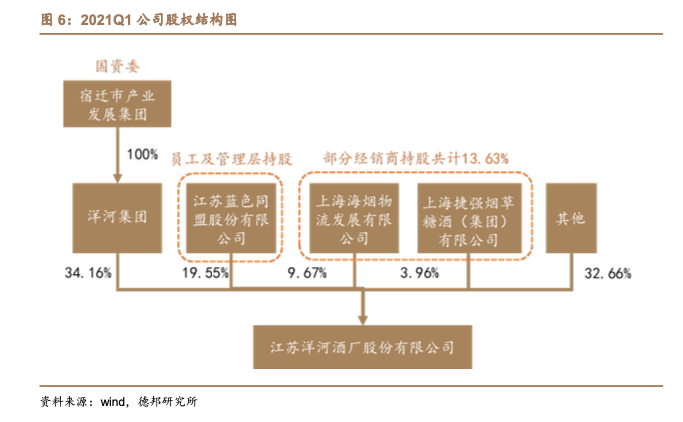 图 6：2021Q1 公司股权结构图
国资委
宿迁市产业
发展集团
100%
员工及管理层持股
部分经销商持股共计13.63%
洋河集团
江苏蓝色同
盟股份有限
公司
上海海烟物
流发展有限
公司
上海捷强烟草
糖酒（集团）
有限公司
其他
34.16%
19.55%
9.67%
3.96%
32.66%
江苏洋河酒厂股份有限公司
资料来源：wind，德邦研究所